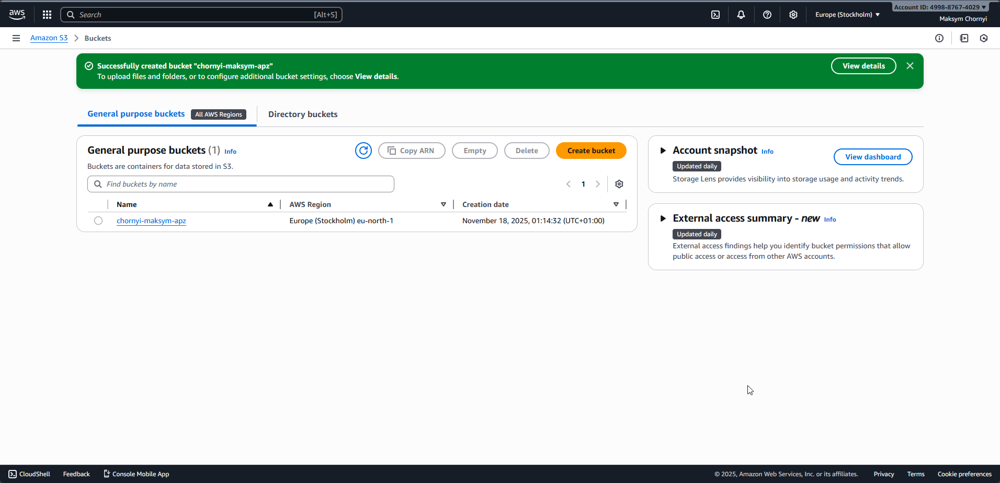 aws
Search [Alt+S]
Europe (Stockholm)
Account ID: 4998-8767-4029
Maksym Chornyi
Amazon S3
Buckets
Successfully created bucket "chornyi-maksym-apz"
To upload files and folders, or to configure additional bucket settings, choose View details.
View details
General purpose buckets All AWS Regions
Directory buckets
General purpose buckets (1) Info
Copy ARN
Empty
Delete
Create bucket
Buckets are containers for data stored in S3.
Find buckets by name
1
Name AWS Region Creation date
chornyi-maksym-apz Europe (Stockholm) eu-north-1 November 18, 2025, 01:14:32 (UTC+01:00)
Account snapshot Info
View dashboard
Updated daily
Storage Lens provides visibility into storage usage and activity trends.
External access summary - new Info
Updated daily
External access findings help you identify bucket permissions that allow
public access or access from other AWS accounts.
CloudShell Feedback Console Mobile App © 2025, Amazon Web Services, Inc. or its affiliates. Privacy Terms Cookie preferences